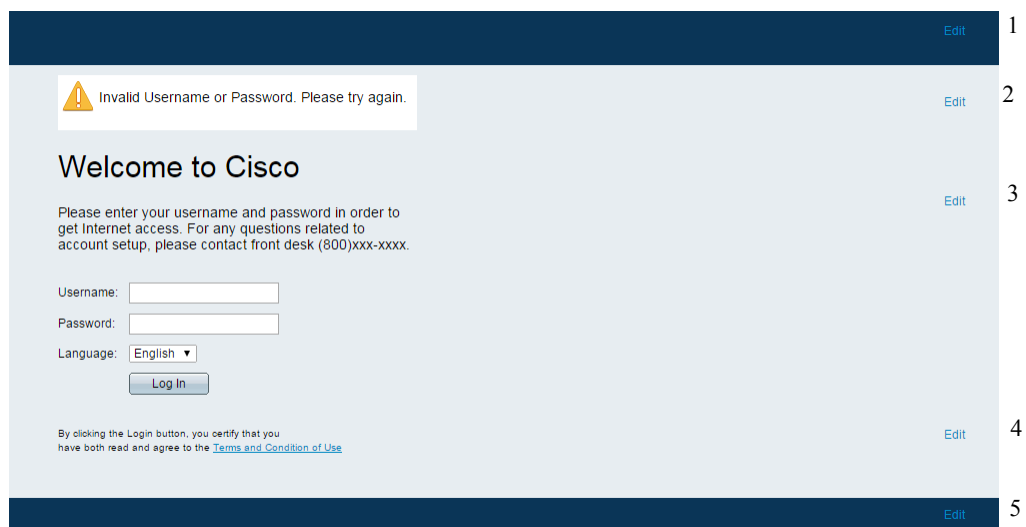 Edit 1
Invalid Username or Password. Please try again.
Edit 2
Welcome to Cisco
Edit 3
Please enter your username and password in order to
get Internet access. For any questions related to
account setup, please contact front desk (800)xxx-xxxx.
Username:
Password:
Language: English ▼
Log In
By clicking the Login button, you certify that you
have both read and agree to the Terms and Condition of Use
Edit 4
Edit 5